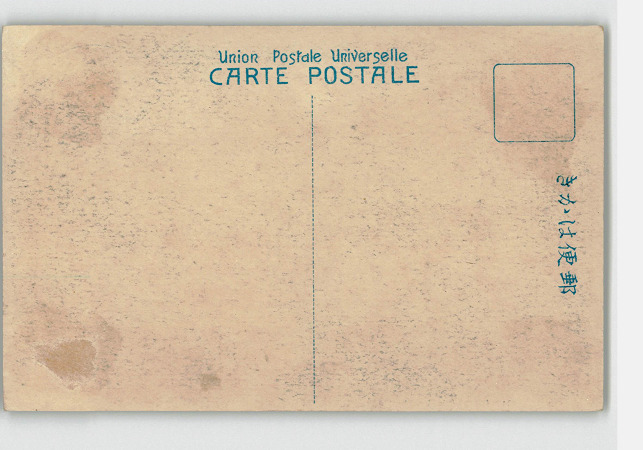 Union Postale Universelle
CARTE POSTALE
きかは便郵